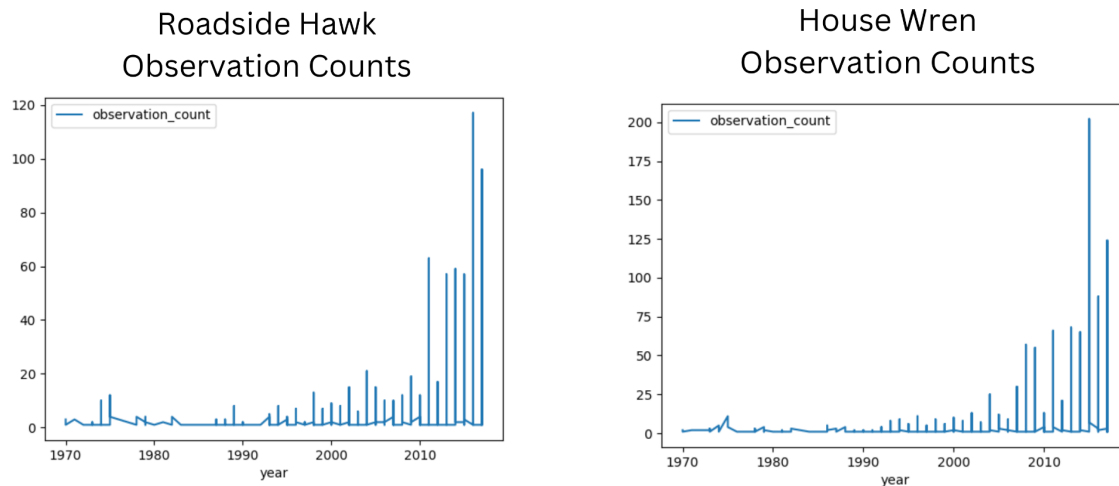 Roadside Hawk
Observation Counts
observation_count
120
100
80
60
40
20
0
1970 1980 1990 2000 2010
year
House Wren
Observation Counts
observation_count
200
175
150
125
100
75
50
25
0
1970 1980 1990 2000 2010
year